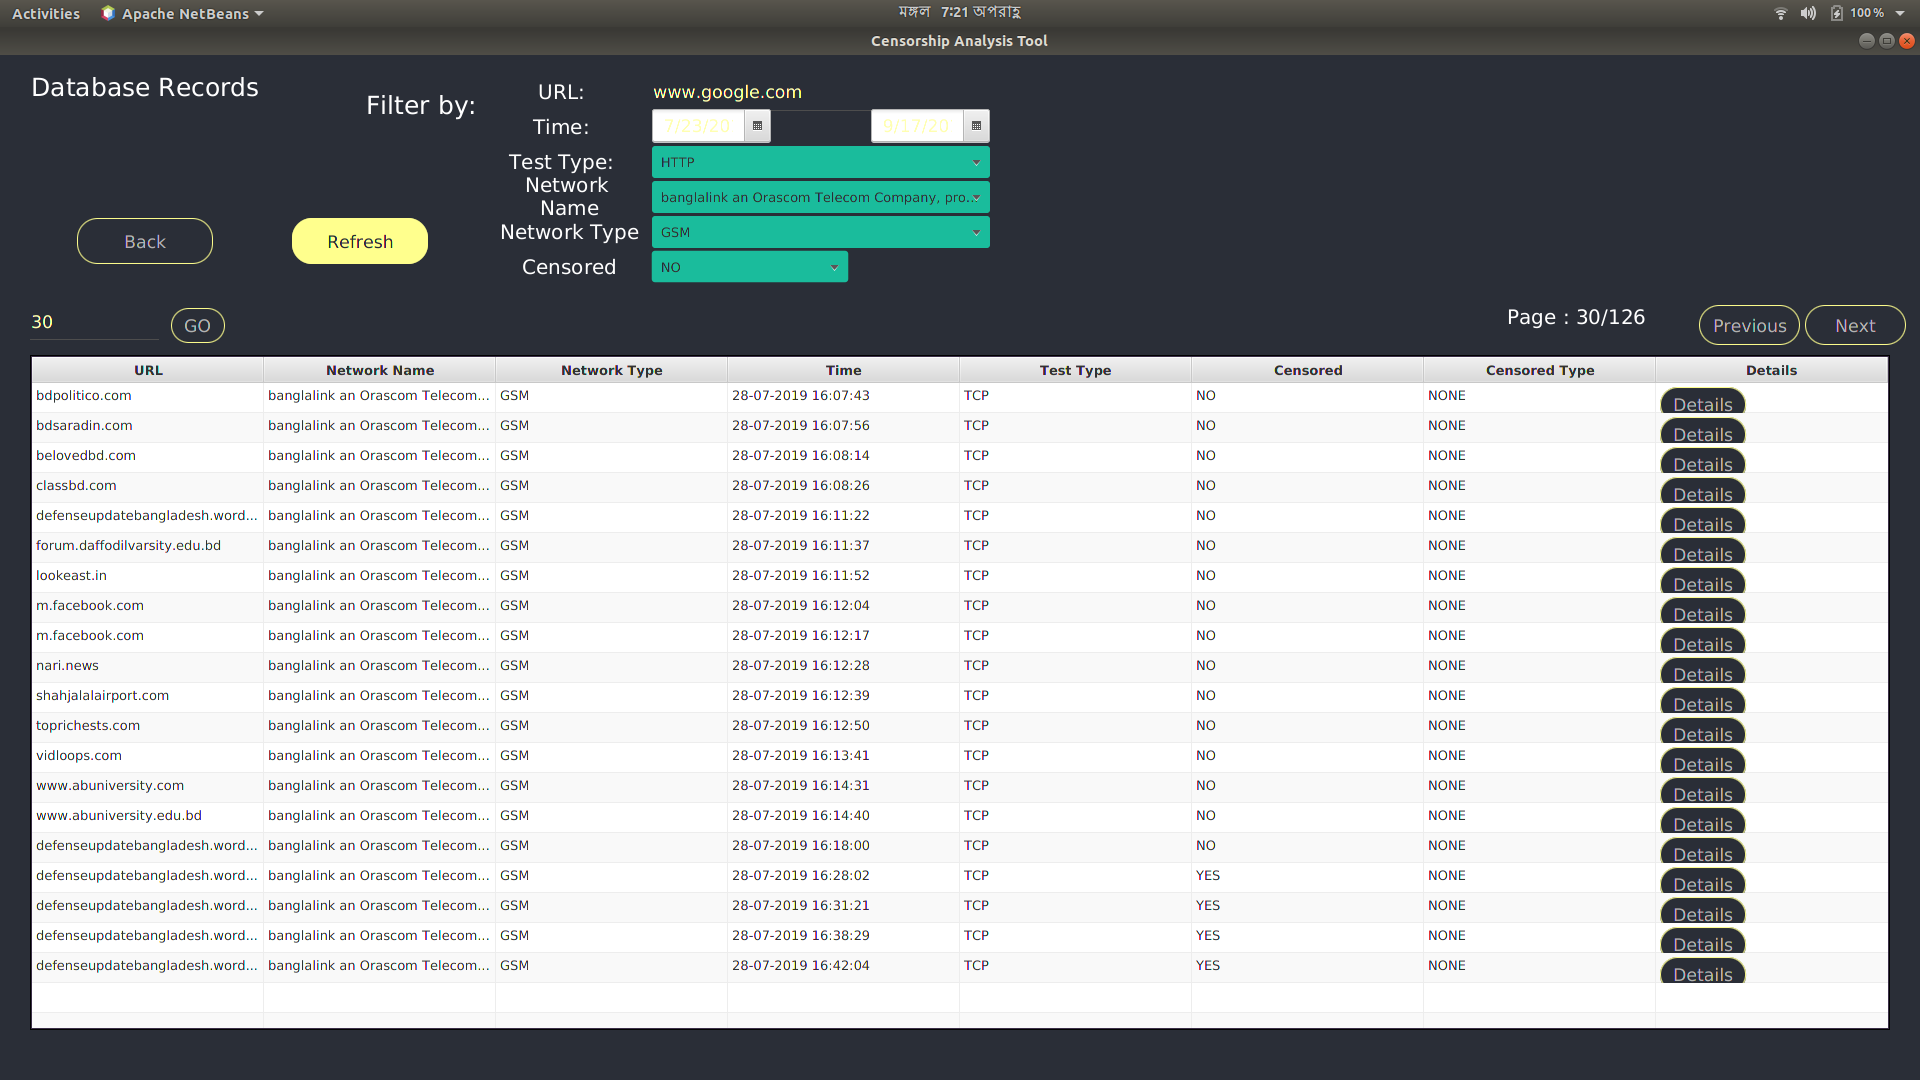 Activities Apache NetBeans মঙ্গল 7:21 অপরাহ্ণ 100%
Censorship Analysis Tool
Database Records
Filter by:
URL: www.google.com
Time: 7/23/20 9/17/20
Test Type: HTTP
Network Name banglalink an Orascom Telecom Company, pro...
Network Type GSM
Censored NO
Back Refresh
30 GO Page : 30/126 Previous Next
URL Network Name Network Type Time Test Type Censored Censored Type Details
bdpolitico.com banglalink an Orascom Telecom... GSM 28-07-2019 16:07:43 TCP NO NONE Details
bdsaradin.com banglalink an Orascom Telecom... GSM 28-07-2019 16:07:56 TCP NO NONE Details
belovedbd.com banglalink an Orascom Telecom... GSM 28-07-2019 16:08:14 TCP NO NONE Details
classbd.com banglalink an Orascom Telecom... GSM 28-07-2019 16:08:26 TCP NO NONE Details
defenseupdatebangladesh.word... banglalink an Orascom Telecom... GSM 28-07-2019 16:11:22 TCP NO NONE Details
forum.daffodilvarsity.edu.bd banglalink an Orascom Telecom... GSM 28-07-2019 16:11:37 TCP NO NONE Details
lookeast.in banglalink an Orascom Telecom... GSM 28-07-2019 16:11:52 TCP NO NONE Details
m.facebook.com banglalink an Orascom Telecom... GSM 28-07-2019 16:12:04 TCP NO NONE Details
m.facebook.com banglalink an Orascom Telecom... GSM 28-07-2019 16:12:17 TCP NO NONE Details
nari.news banglalink an Orascom Telecom... GSM 28-07-2019 16:12:28 TCP NO NONE Details
shahjalalairport.com banglalink an Orascom Telecom... GSM 28-07-2019 16:12:39 TCP NO NONE Details
toprichests.com banglalink an Orascom Telecom... GSM 28-07-2019 16:12:50 TCP NO NONE Details
vidloops.com banglalink an Orascom Telecom... GSM 28-07-2019 16:13:41 TCP NO NONE Details
www.abuniversity.com banglalink an Orascom Telecom... GSM 28-07-2019 16:14:31 TCP NO NONE Details
www.abuniversity.edu.bd banglalink an Orascom Telecom... GSM 28-07-2019 16:14:40 TCP NO NONE Details
defenseupdatebangladesh.word... banglalink an Orascom Telecom... GSM 28-07-2019 16:18:00 TCP NO NONE Details
defenseupdatebangladesh.word... banglalink an Orascom Telecom... GSM 28-07-2019 16:28:02 TCP YES NONE Details
defenseupdatebangladesh.word... banglalink an Orascom Telecom... GSM 28-07-2019 16:31:21 TCP YES NONE Details
defenseupdatebangladesh.word... banglalink an Orascom Telecom... GSM 28-07-2019 16:38:29 TCP YES NONE Details
defenseupdatebangladesh.word... banglalink an Orascom Telecom... GSM 28-07-2019 16:42:04 TCP YES NONE Details